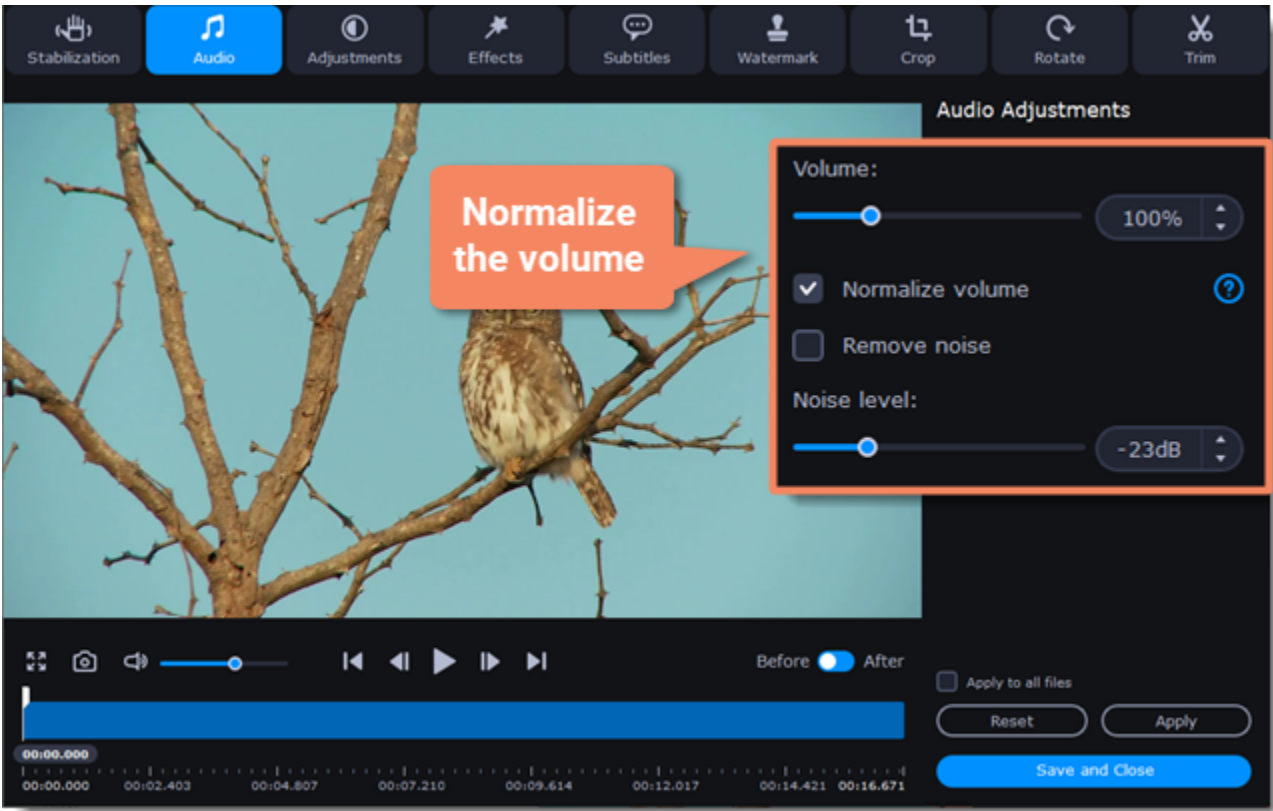 Stabilization
Audio
Adjustments
Effects
Subtitles
Watermark
Crop
Rotate
Trim
Audio Adjustments
Volume:
100%
Normalize
the volume
Normalize volume
?
Remove noise
Noise level:
-23dB
Before
After
Apply to all files
Reset
Apply
00:00.000
00:00.000
00:02.403
00:04.807
00:07.210
00:09.614
00:12.017
00:14.421
00:16.671
Save and Close